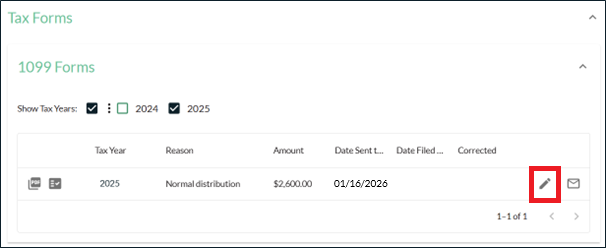 Tax Forms
1099 Forms
Show Tax Years: 2024 2025
Tax Year Reason Amount Date Sent t... Date Filed ... Corrected
PDF 2025 Normal distribution $2,600.00 01/16/2026
1–1 of 1